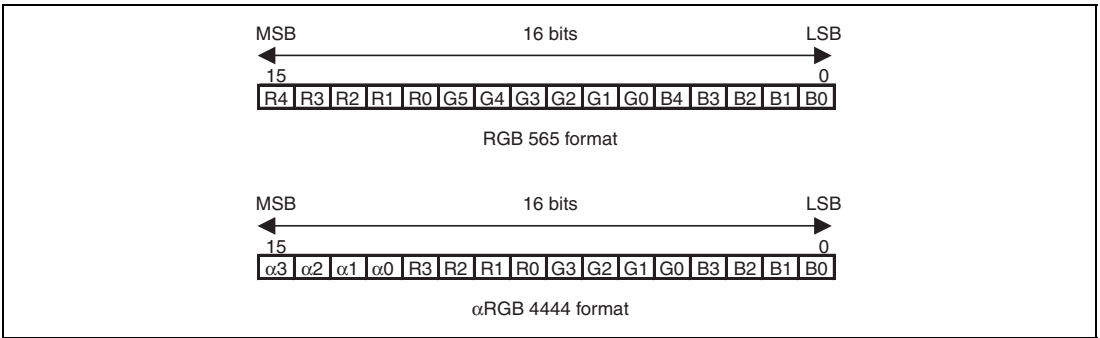 MSB 16 bits LSB
15 0
R4 R3 R2 R1 R0 G5 G4 G3 G2 G1 G0 B4 B3 B2 B1 B0
RGB 565 format
MSB 16 bits LSB
15 0
α3 α2 α1 α0 R3 R2 R1 R0 G3 G2 G1 G0 B3 B2 B1 B0
αRGB 4444 format